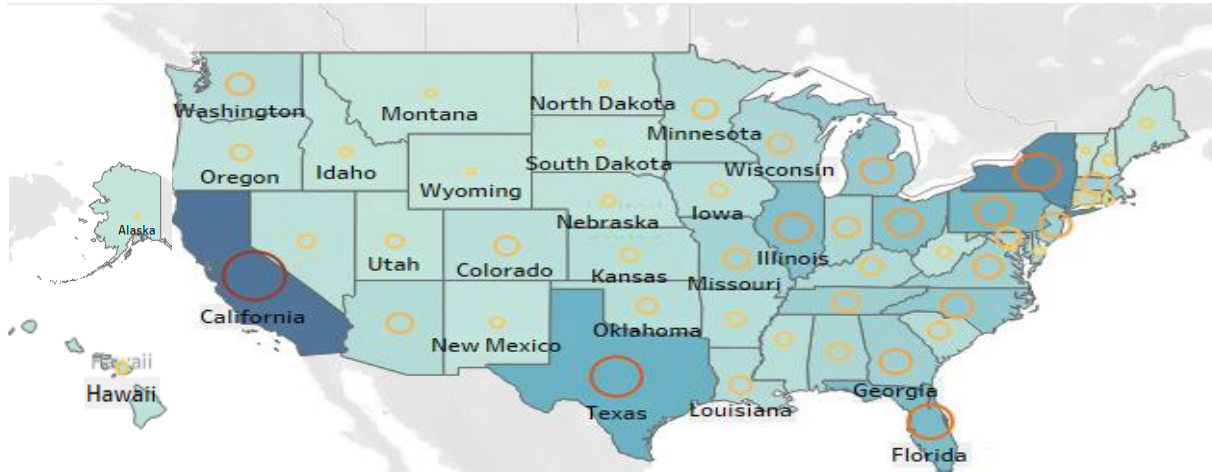 Washington
Montana
North Dakota
Minnesota
Oregon
Idaho
South Dakota
Wisconsin
Wyoming
Alaska
Nebraska
Iowa
Utah
Colorado
Kansas
Missouri
Illinois
California
Oklahoma
New Mexico
Hawaii
Hawaii
Texas
Louisiana
Georgia
Florida